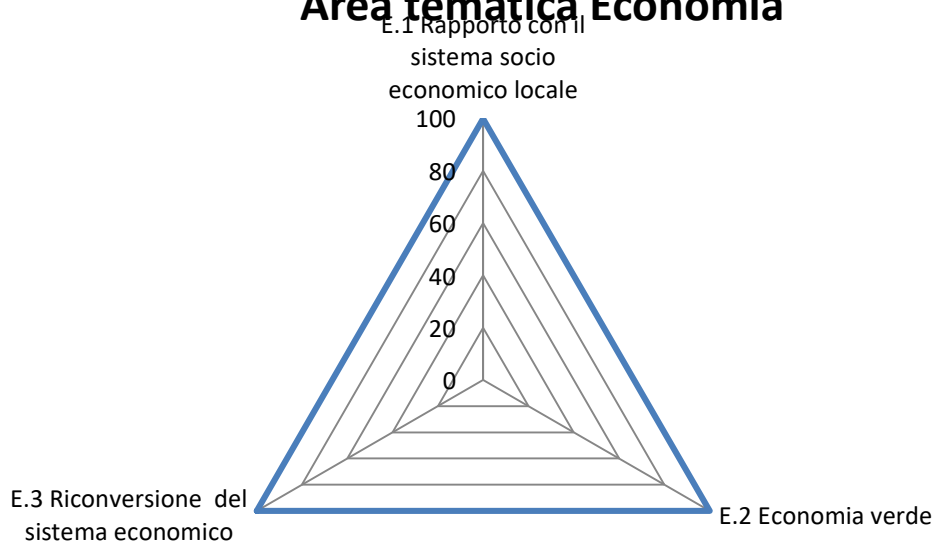 Area tematica Economia
E.1 Rapporto con il
sistema socio
economico locale
100
80
60
40
20
0
E.3 Riconversione  del
sistema economico
E.2 Economia verde